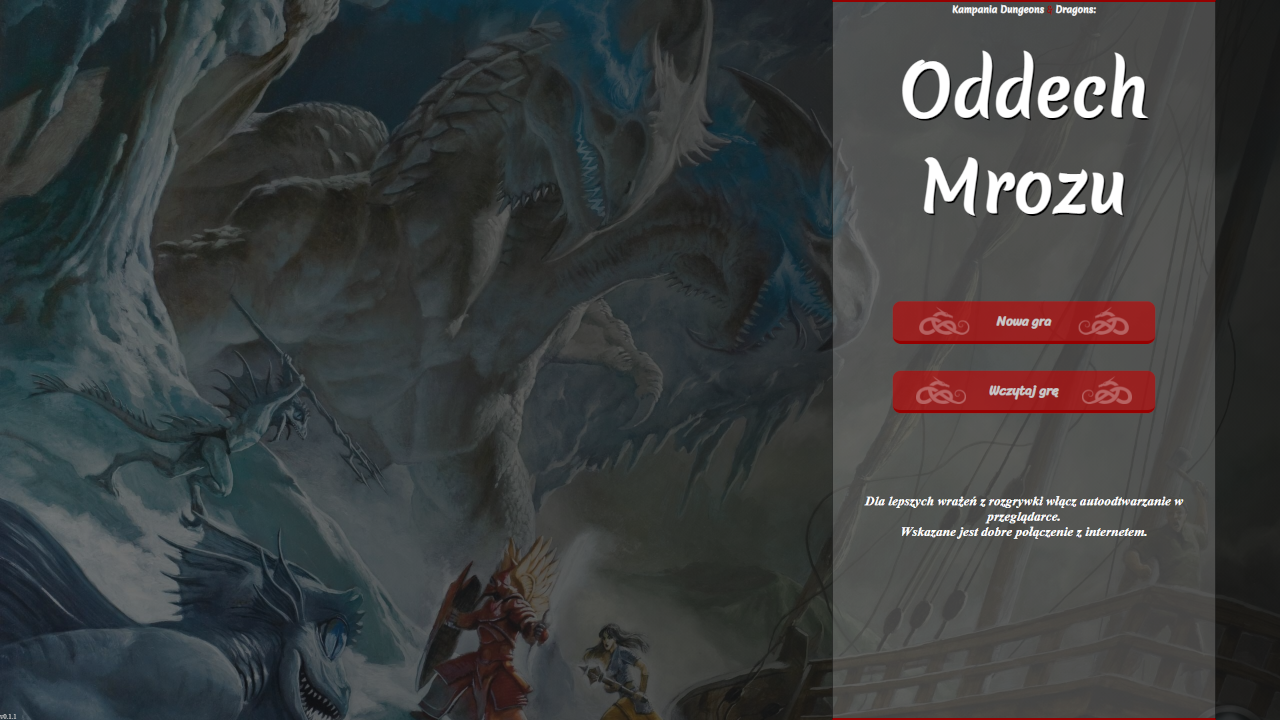 Kampania Dungeons & Dragons:
Oddech
Mrozu
Nowa gra
Wczytaj grę
Dla lepszych wrażeń z rozgrywki włącz autoodtwarzanie w
przeglądarce.
Wskazane jest dobre połączenie z internetem.
v0.1.1